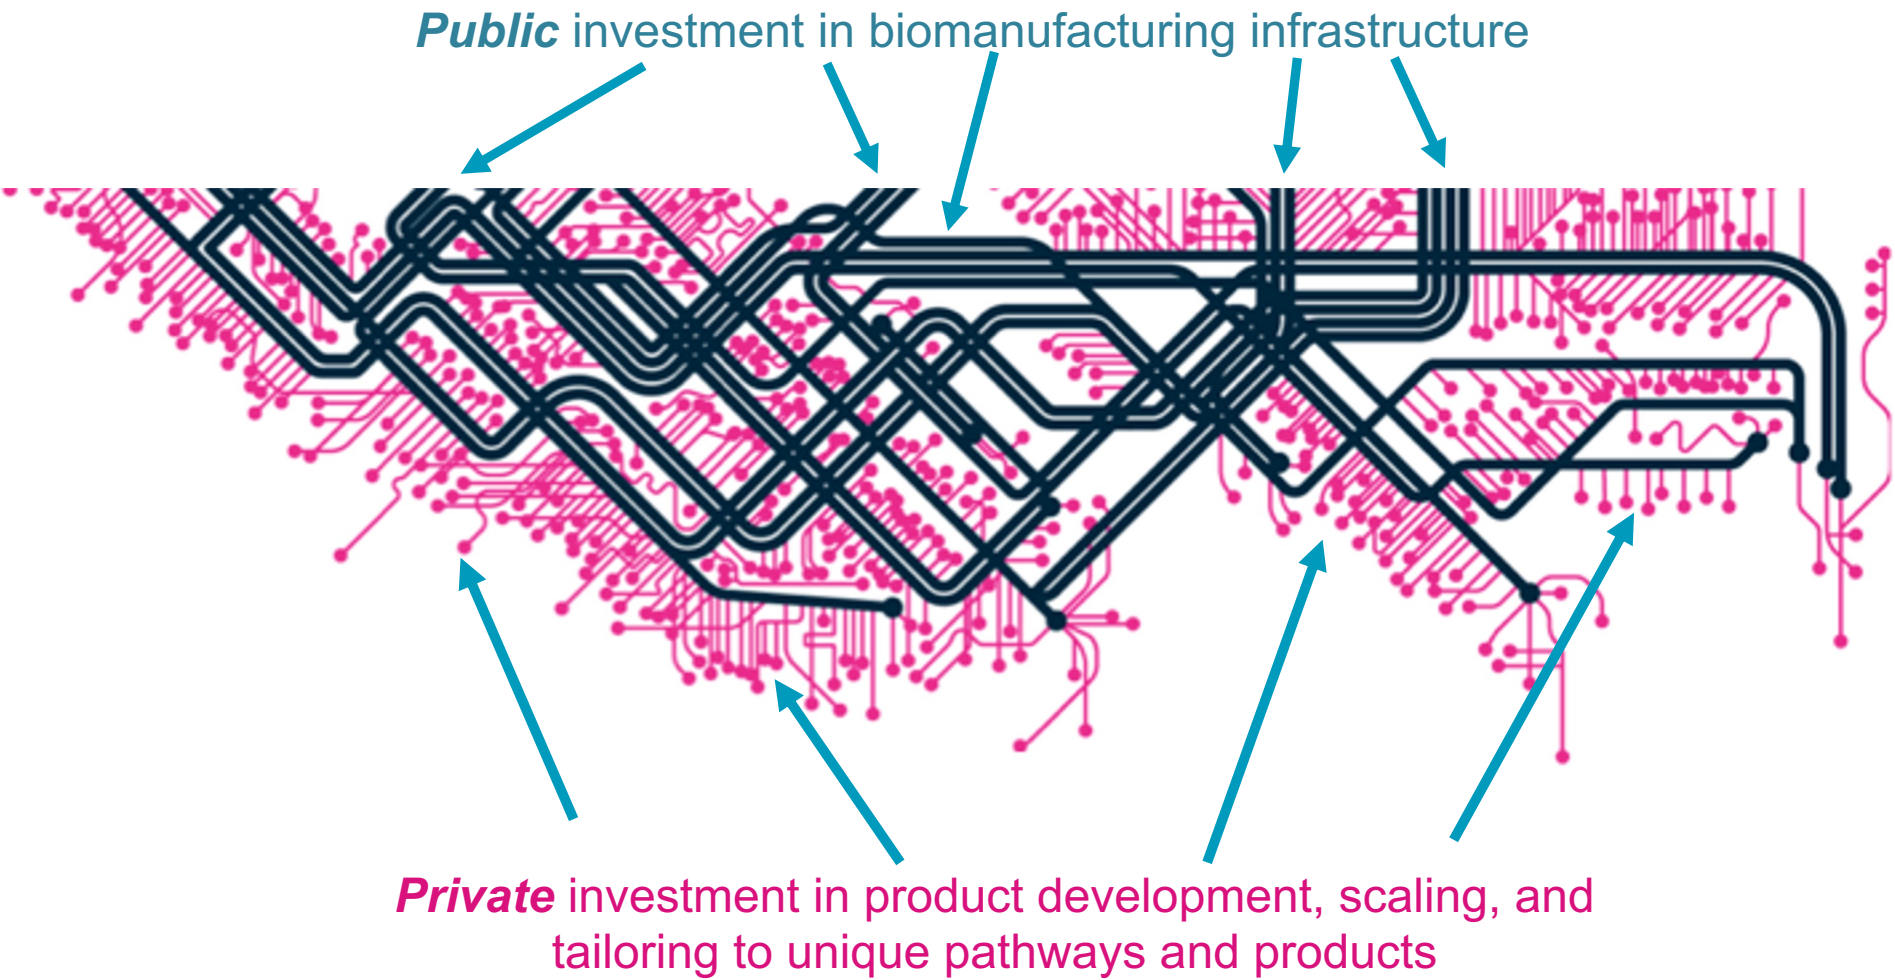 Public investment in biomanufacturing infrastructure
Private investment in product development, scaling, and
tailoring to unique pathways and products